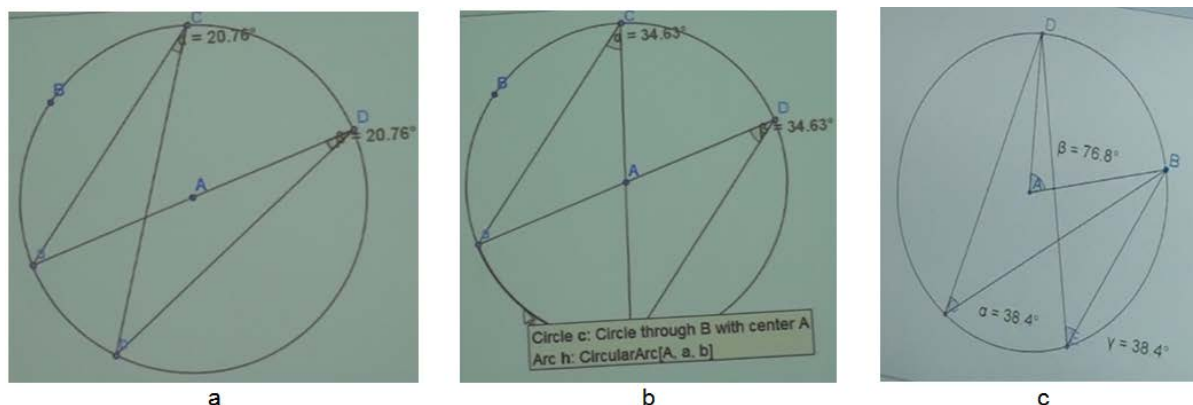 C
= 20.76°
B
D
β = 20.76°
A
a
C
α = 34.63°
B
D
β = 34.63°
A
a
Circle c: Circle through B with center A
Arc h: CircularArc[A, a, b]
b
D
β = 76.8°
B
A
α = 38.4°
γ = 38.4°
c